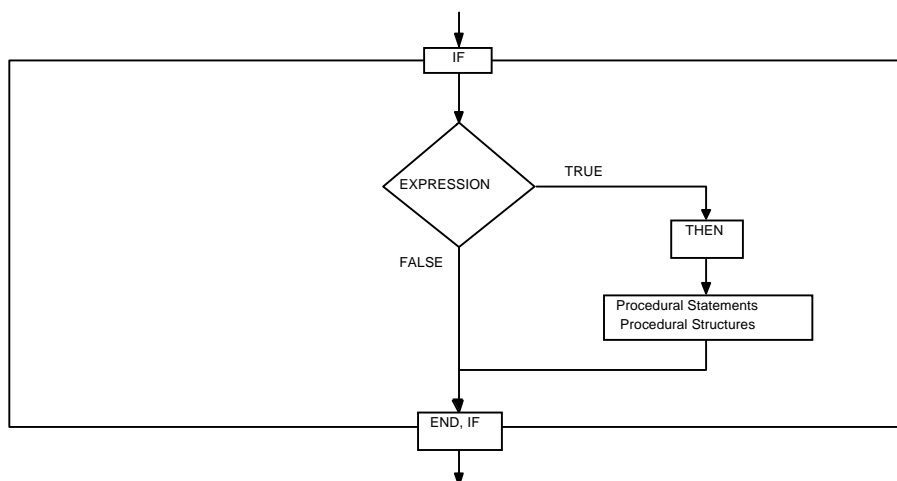 IF
EXPRESSION
TRUE
THEN
FALSE
Procedural Statements
Procedural Structures
END, IF